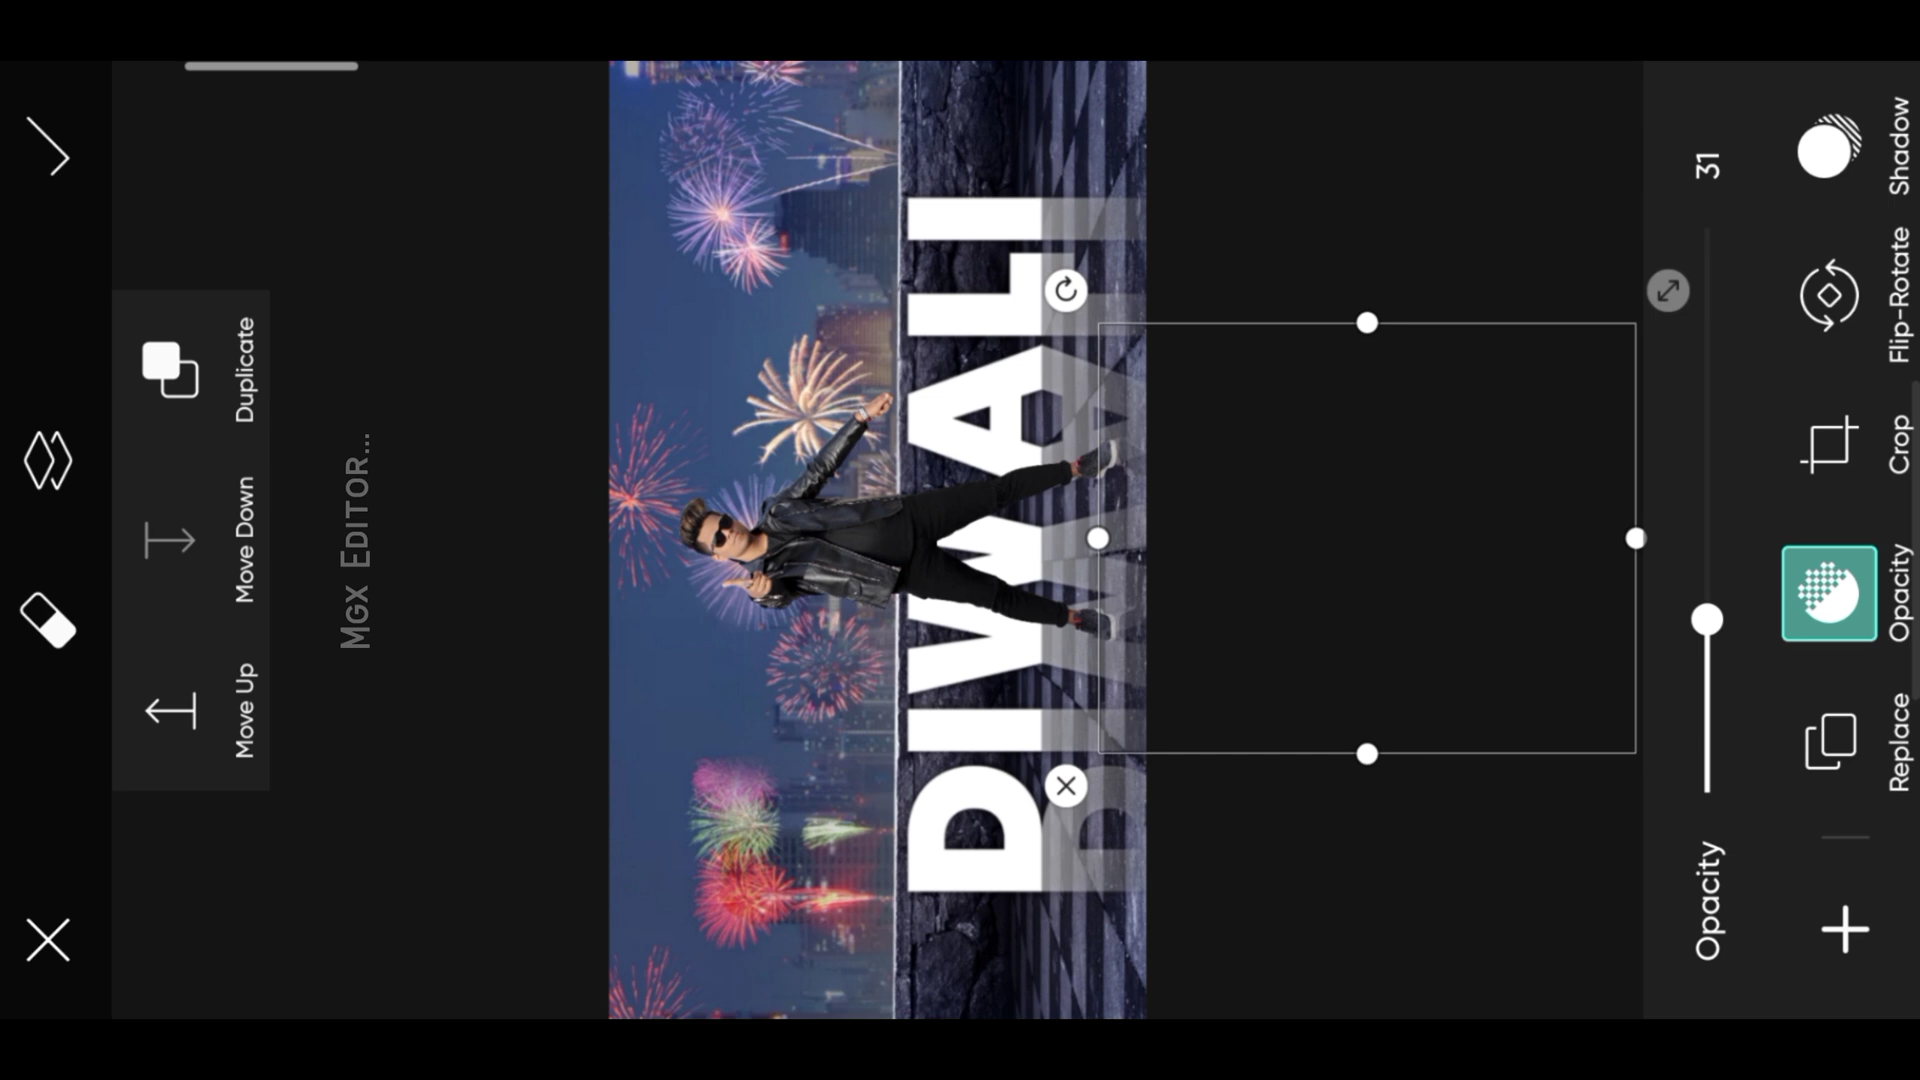 Move Up
Move Down
Duplicate
MGX EDITOR...
DIWALI
Opacity
31
Replace
Opacity
Crop
Flip-Rotate
Shadow